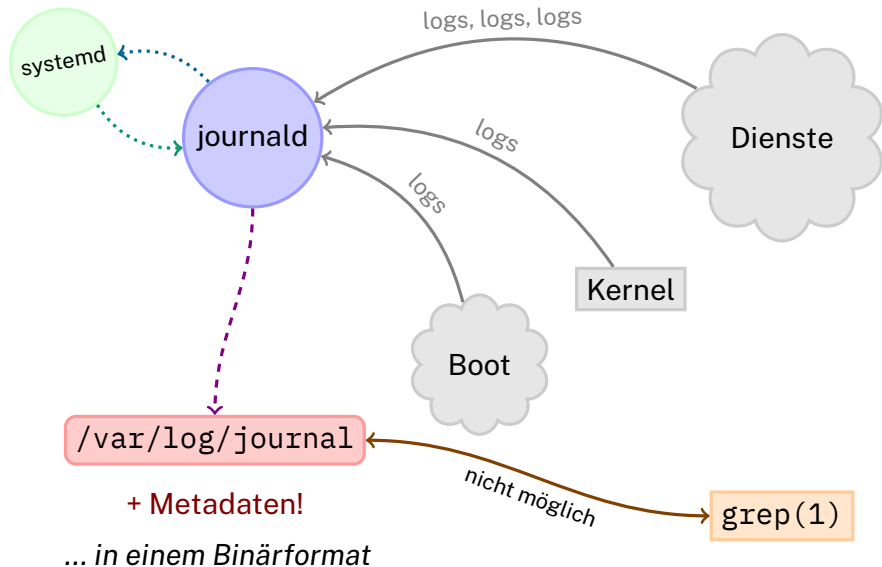 logs, logs, logs
systemd
journald
logs
Dienste
logs
Kernel
Boot
/var/log/journal
nicht möglich
+ Metadaten!
grep(1)
... in einem Binärformat